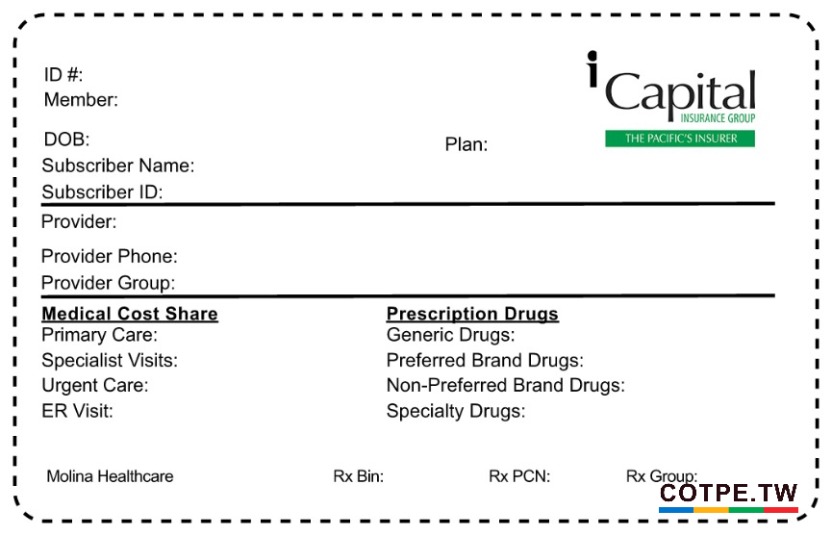 ID #:
Member:
i Capital
INSURANCE GROUP
THE PACIFIC'S INSURER
DOB:
Plan:
Subscriber Name:
Subscriber ID:
Provider:
Provider Phone:
Provider Group:
Medical Cost Share Prescription Drugs
Primary Care: Generic Drugs:
Specialist Visits: Preferred Brand Drugs:
Urgent Care: Non-Preferred Brand Drugs:
ER Visit: Specialty Drugs:
Molina Healthcare Rx Bin: Rx PCN: Rx Group:
COTPE.TW